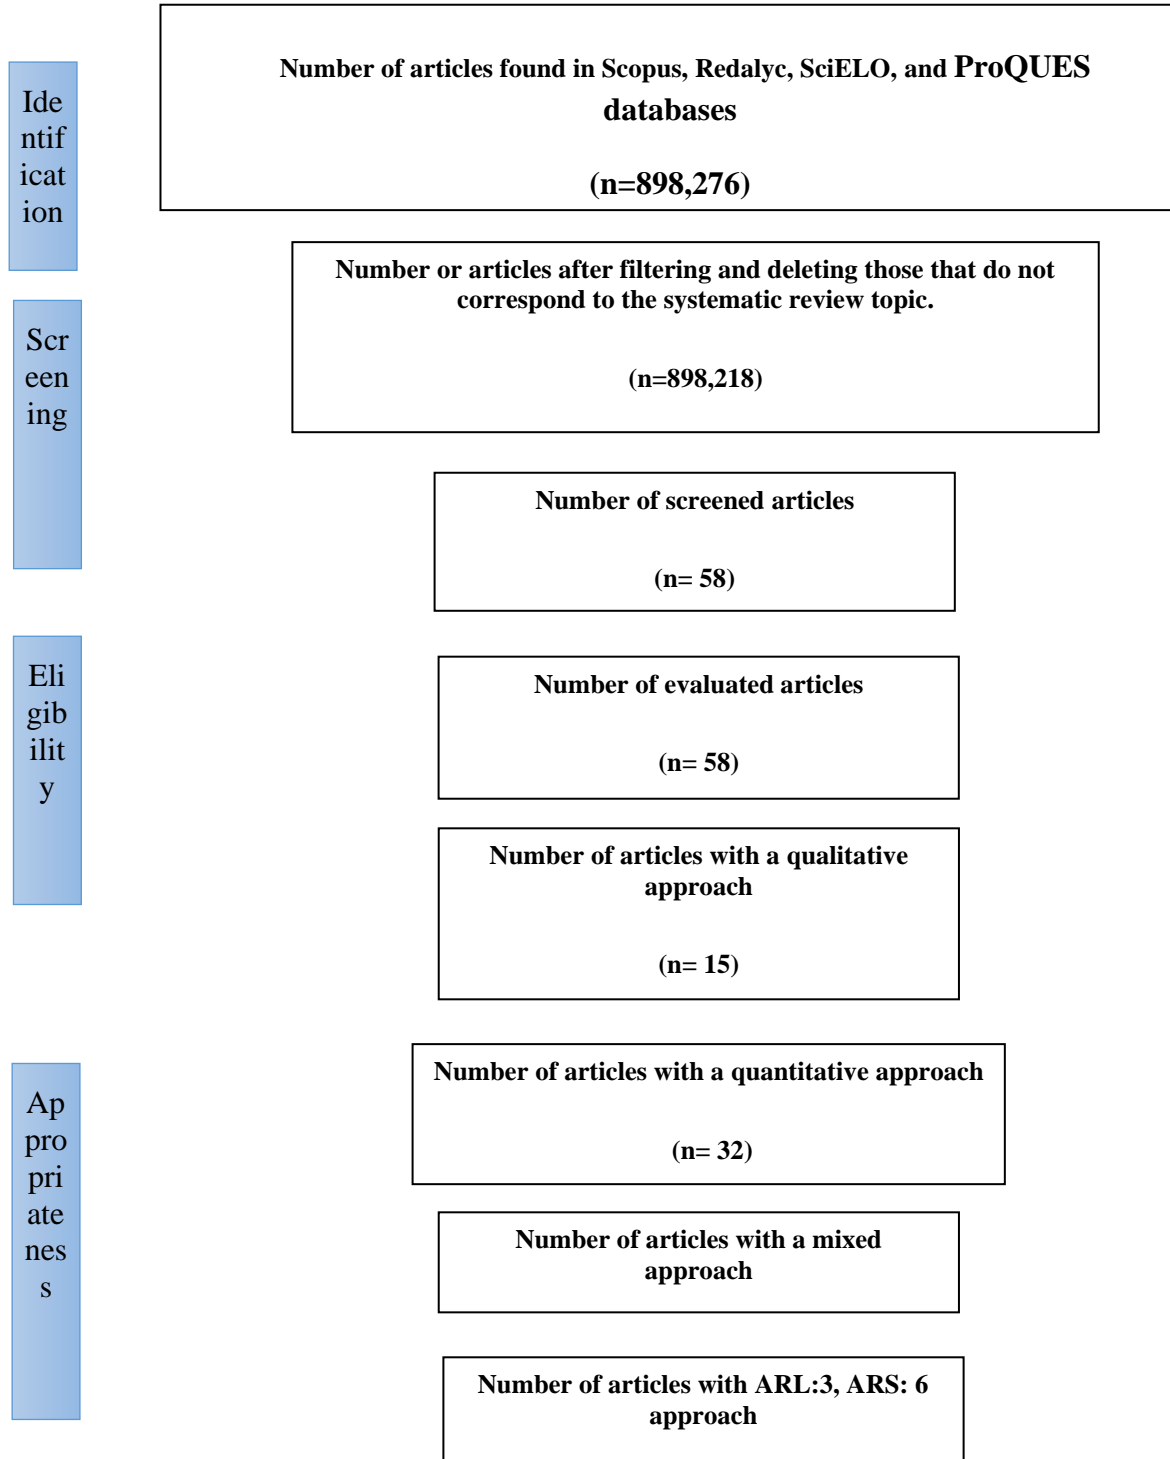 Number of articles found in Scopus, Redalyc, SciELO, and ProQUES
databases
(n=898,276)
Ide
ntif
icat
ion
Number or articles after filtering and deleting those that do not
correspond to the systematic review topic.
(n=898,218)
Scr
een
ing
Number of screened articles
(n= 58)
Eli
gib
ilit
y
Number of evaluated articles
(n= 58)
Number of articles with a qualitative
approach
(n= 15)
Ap
pro
pri
ate
nes
s
Number of articles with a quantitative approach
(n= 32)
Number of articles with a mixed
approach
Number of articles with ARL:3, ARS: 6
approach